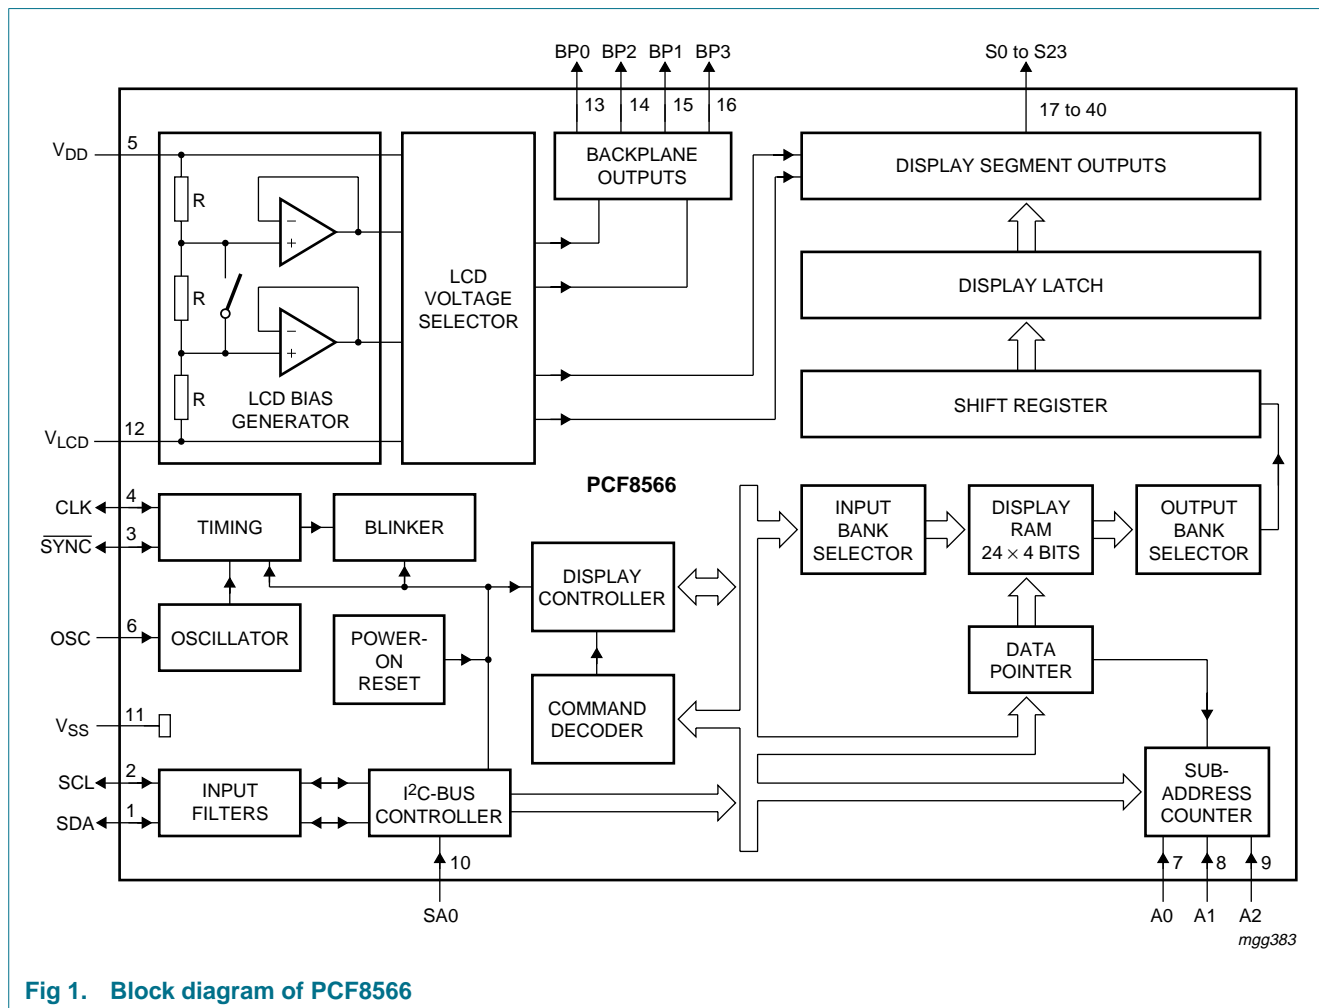 BP0 BP2 BP1 BP3
S0 to S23
13 14 15 16
17 to 40
VDD
5
BACKPLANE
OUTPUTS
DISPLAY SEGMENT OUTPUTS
R
−
+
LCD
VOLTAGE
SELECTOR
DISPLAY LATCH
R
−
+
R
LCD BIAS
GENERATOR
SHIFT REGISTER
VLCD
12
PCF8566
CLK
4
TIMING
BLINKER
SYNC
3
INPUT
BANK
SELECTOR
DISPLAY
RAM
24 × 4 BITS
OUTPUT
BANK
SELECTOR
DISPLAY
CONTROLLER
OSC
6
OSCILLATOR
POWER-
ON
RESET
DATA
POINTER
VSS
11
COMMAND
DECODER
SCL
2
INPUT
FILTERS
I2C-BUS
CONTROLLER
SDA
1
SUB-
ADDRESS
COUNTER
10
7 8 9
SA0
A0 A1 A2
mgg383
Fig 1. Block diagram of PCF8566